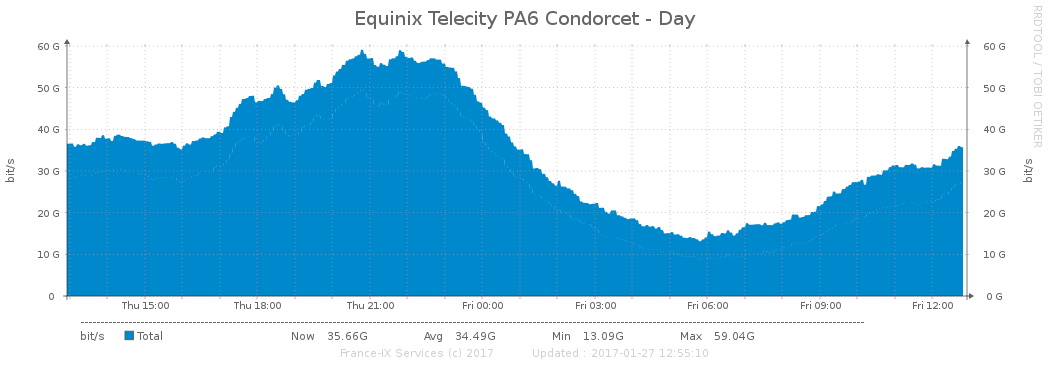 Equinix Telecity PA6 Condorcet - Day
RRDTOOL / TOBI OETIKER
bit/s
bit/s
60 G 60 G
50 G 50 G
40 G 40 G
30 G 30 G
20 G 20 G
10 G 10 G
0 0 G
Thu 15:00 Thu 18:00 Thu 21:00 Fri 00:00 Fri 03:00 Fri 06:00 Fri 09:00 Fri 12:00
bit/s Total Now 35.66G Avg 34.49G Min 13.09G Max 59.04G
France-IX Services (c) 2017 Updated : 2017-01-27 12:55:10